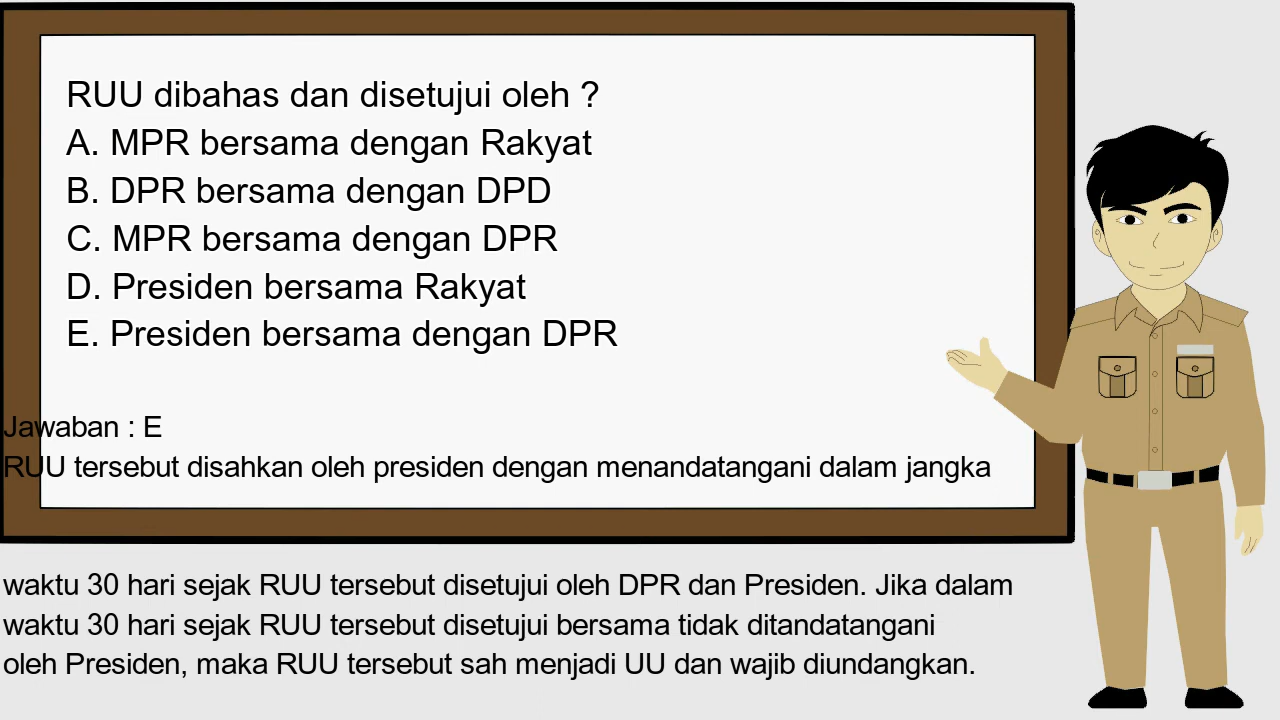 RUU dibahas dan disetujui oleh ?
A. MPR bersama dengan Rakyat
B. DPR bersama dengan DPD
C. MPR bersama dengan DPR
D. Presiden bersama Rakyat
E. Presiden bersama dengan DPR
Jawaban : E
RUU tersebut disahkan oleh presiden dengan menandatangani dalam jangka
waktu 30 hari sejak RUU tersebut disetujui oleh DPR dan Presiden. Jika dalam
waktu 30 hari sejak RUU tersebut disetujui bersama tidak ditandatangani
oleh Presiden, maka RUU tersebut sah menjadi UU dan wajib diundangkan.